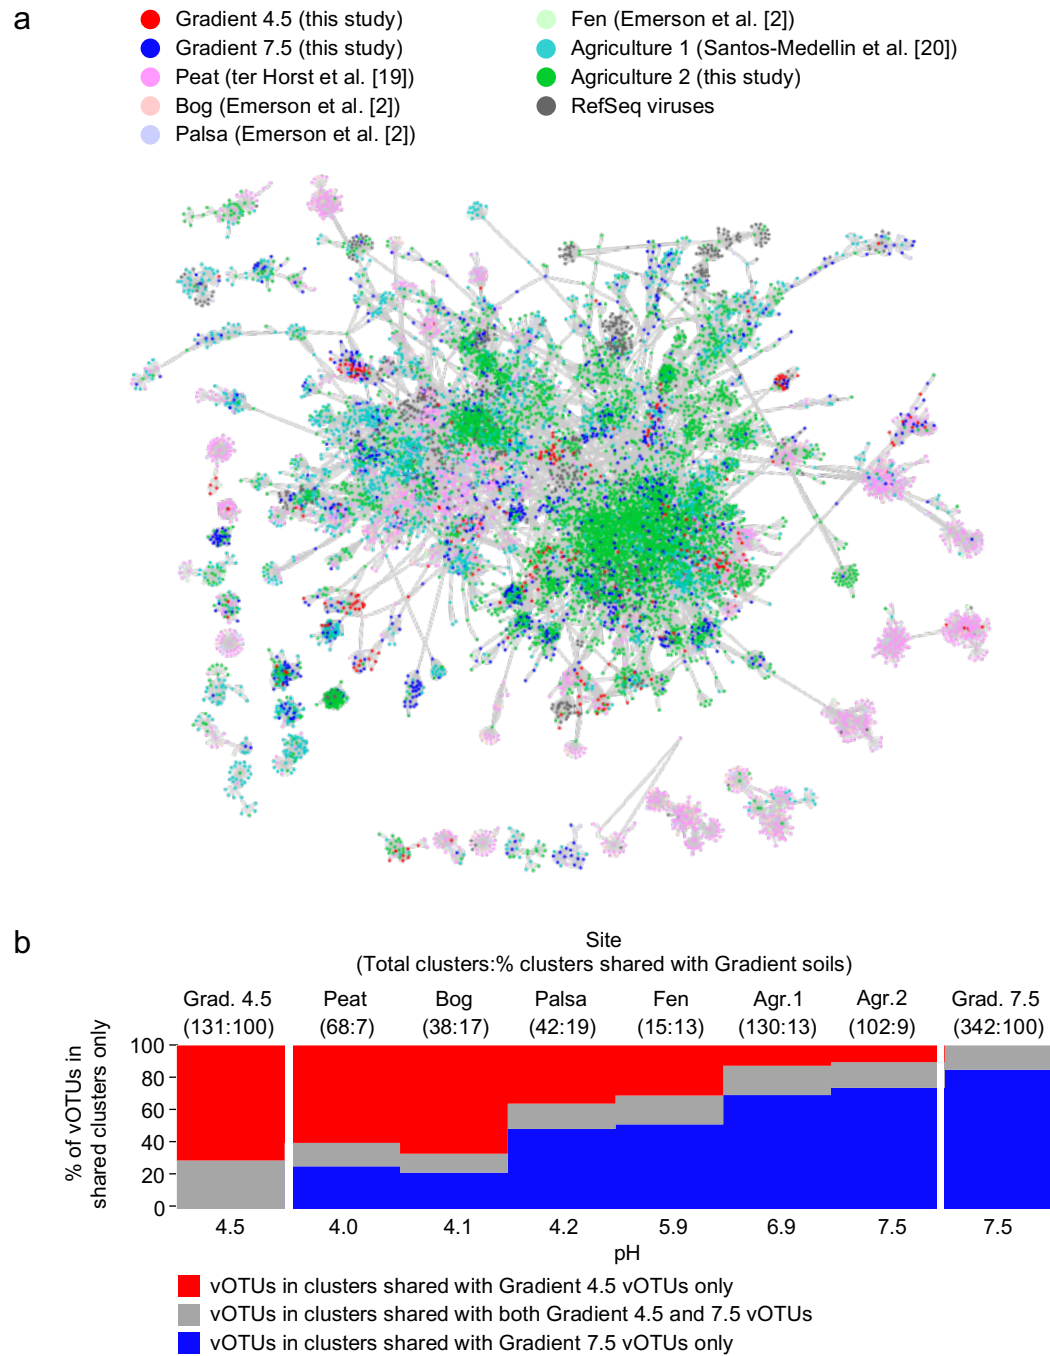 a
Gradient 4.5 (this study)
Gradient 7.5 (this study)
Peat (ter Horst et al. [19])
Bog (Emerson et al. [2])
Palsa (Emerson et al. [2])
Fen (Emerson et al. [2])
Agriculture 1 (Santos-Medellin et al. [20])
Agriculture 2 (this study)
RefSeq viruses
b
Site
(Total clusters:% clusters shared with Gradient soils)
Grad. 4.5 Peat Bog Palsa Fen Agr.1 Agr.2 Grad. 7.5
(131:100) (68:7) (38:17) (42:19) (15:13) (130:13) (102:9) (342:100)
% of vOTUs in
shared clusters only
100
80
60
40
20
0
4.5 4.0 4.1 4.2 5.9 6.9 7.5 7.5
pH
vOTUs in clusters shared with Gradient 4.5 vOTUs only
vOTUs in clusters shared with both Gradient 4.5 and 7.5 vOTUs
vOTUs in clusters shared with Gradient 7.5 vOTUs only